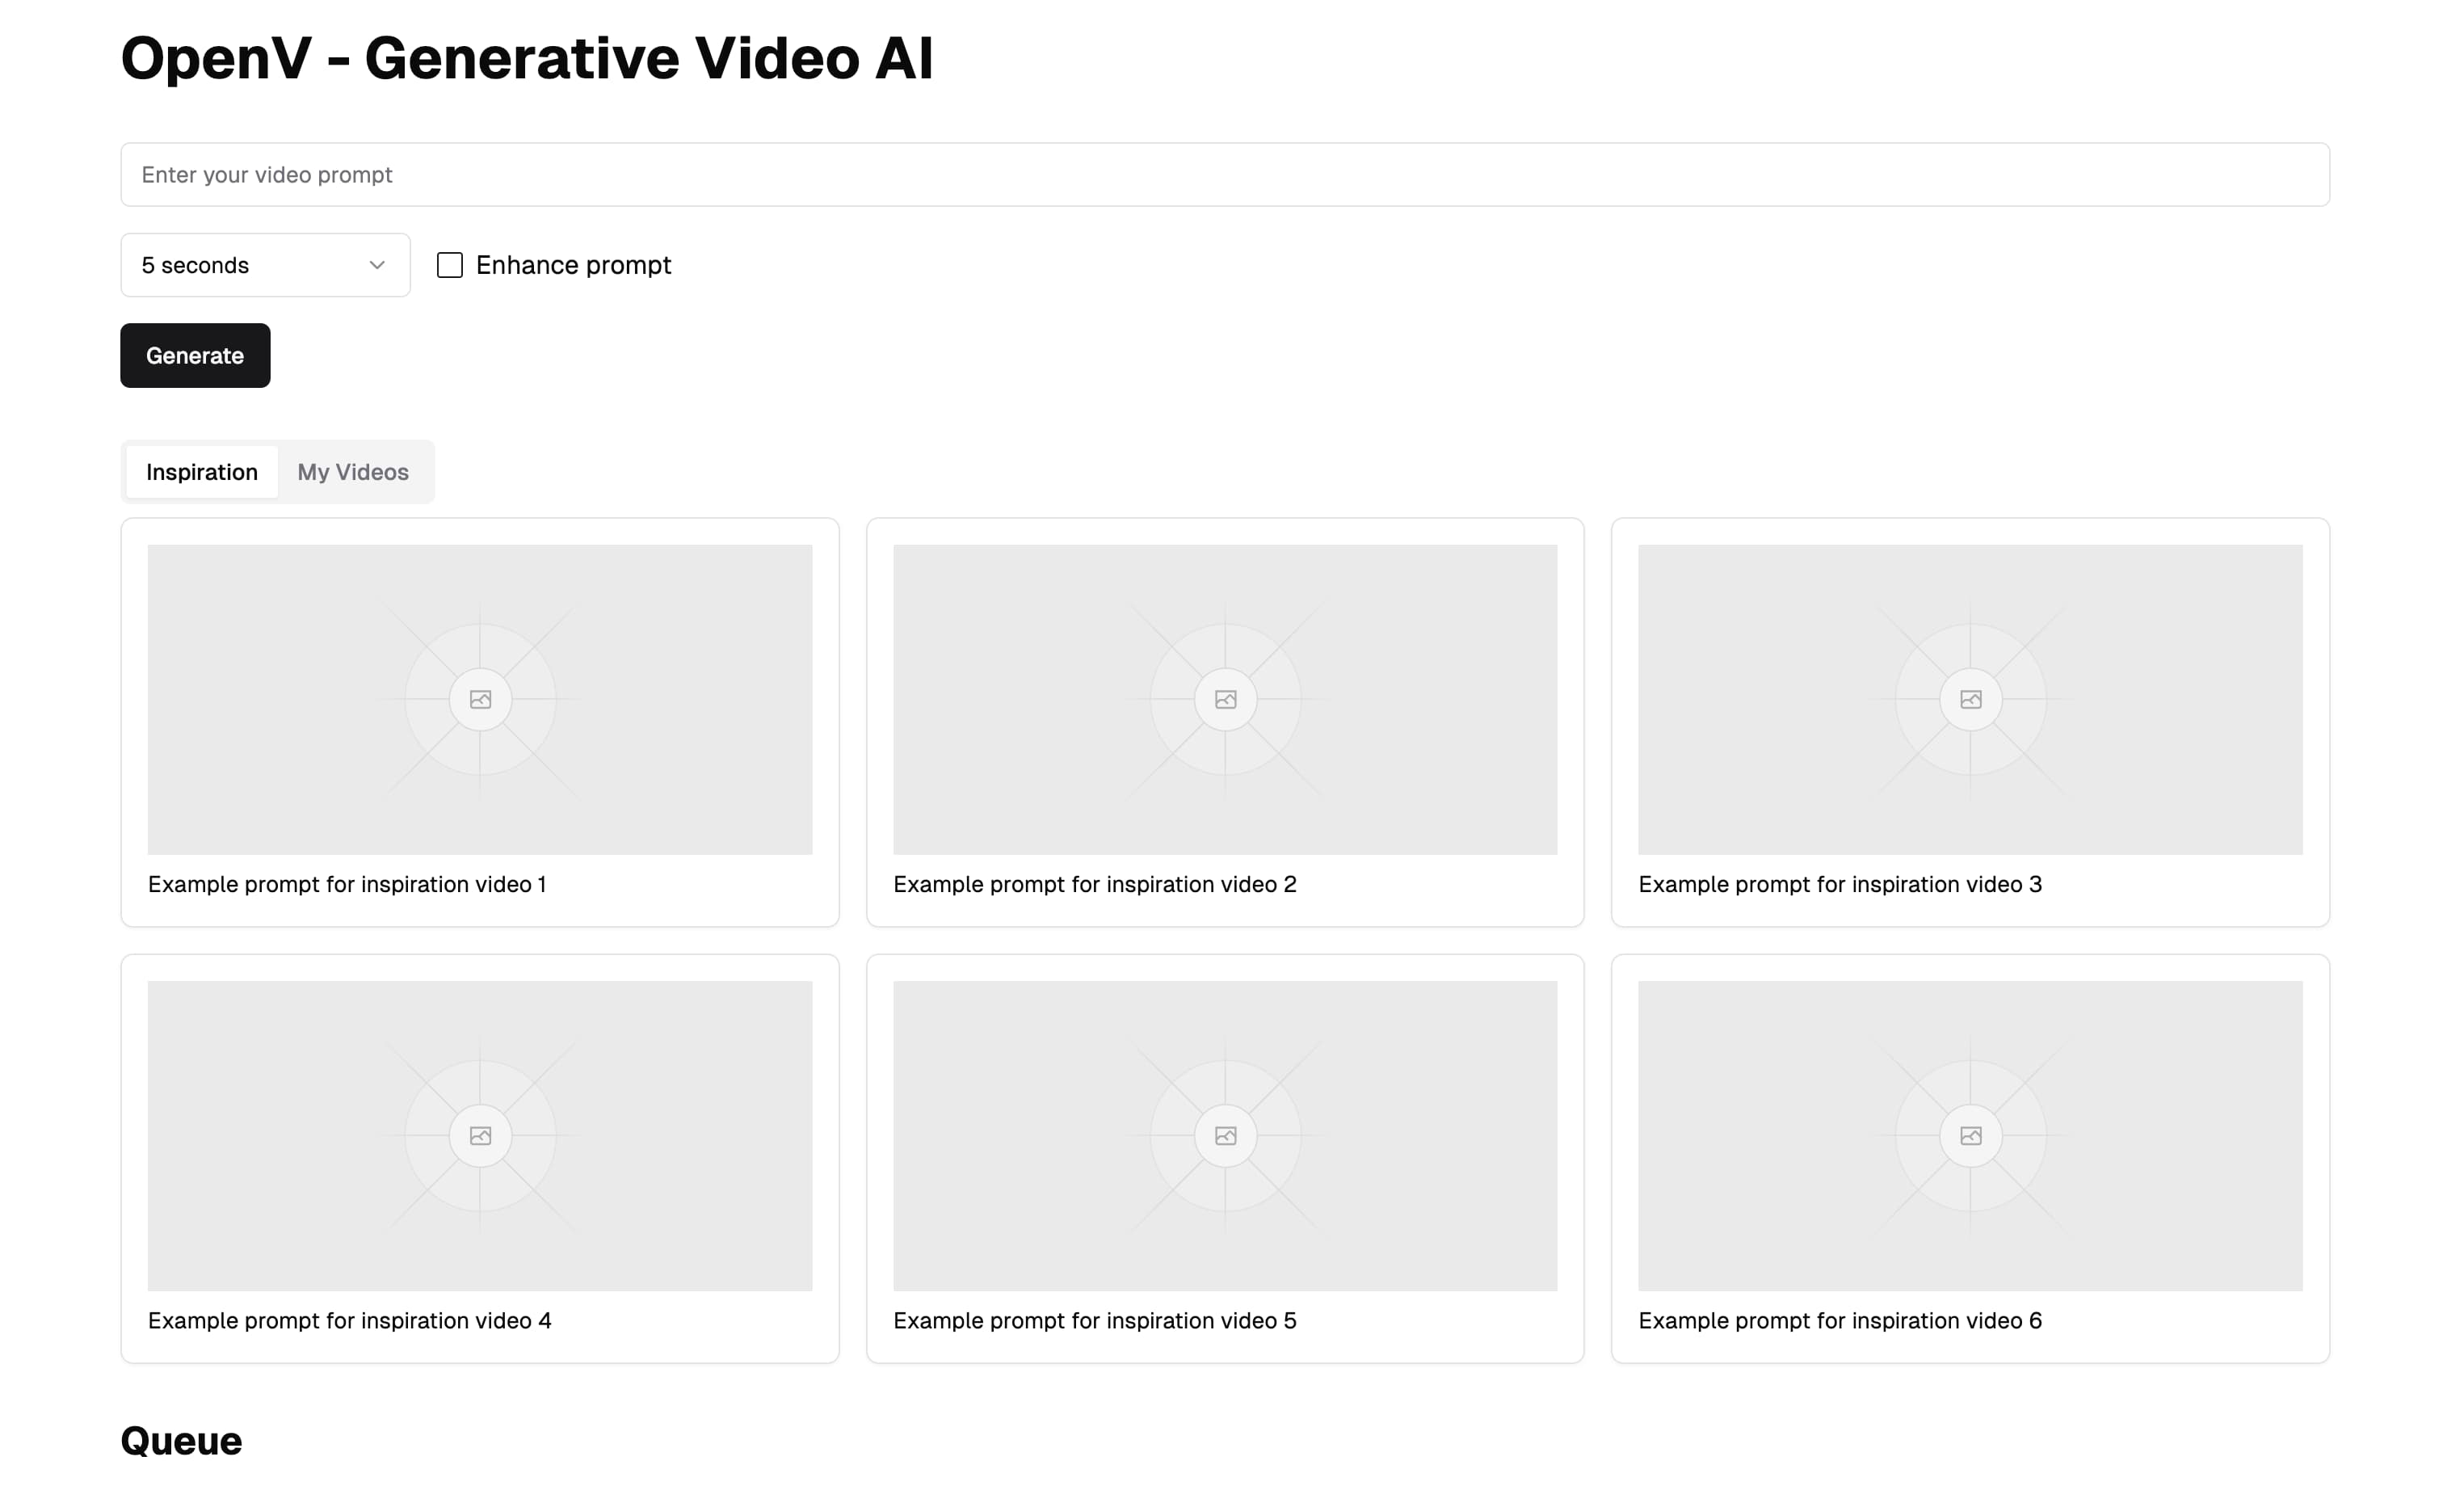 OpenV - Generative Video AI
Enter your video prompt
5 seconds
Enhance prompt
Generate
Inspiration
My Videos
Example prompt for inspiration video 1
Example prompt for inspiration video 2
Example prompt for inspiration video 3
Example prompt for inspiration video 4
Example prompt for inspiration video 5
Example prompt for inspiration video 6
Queue